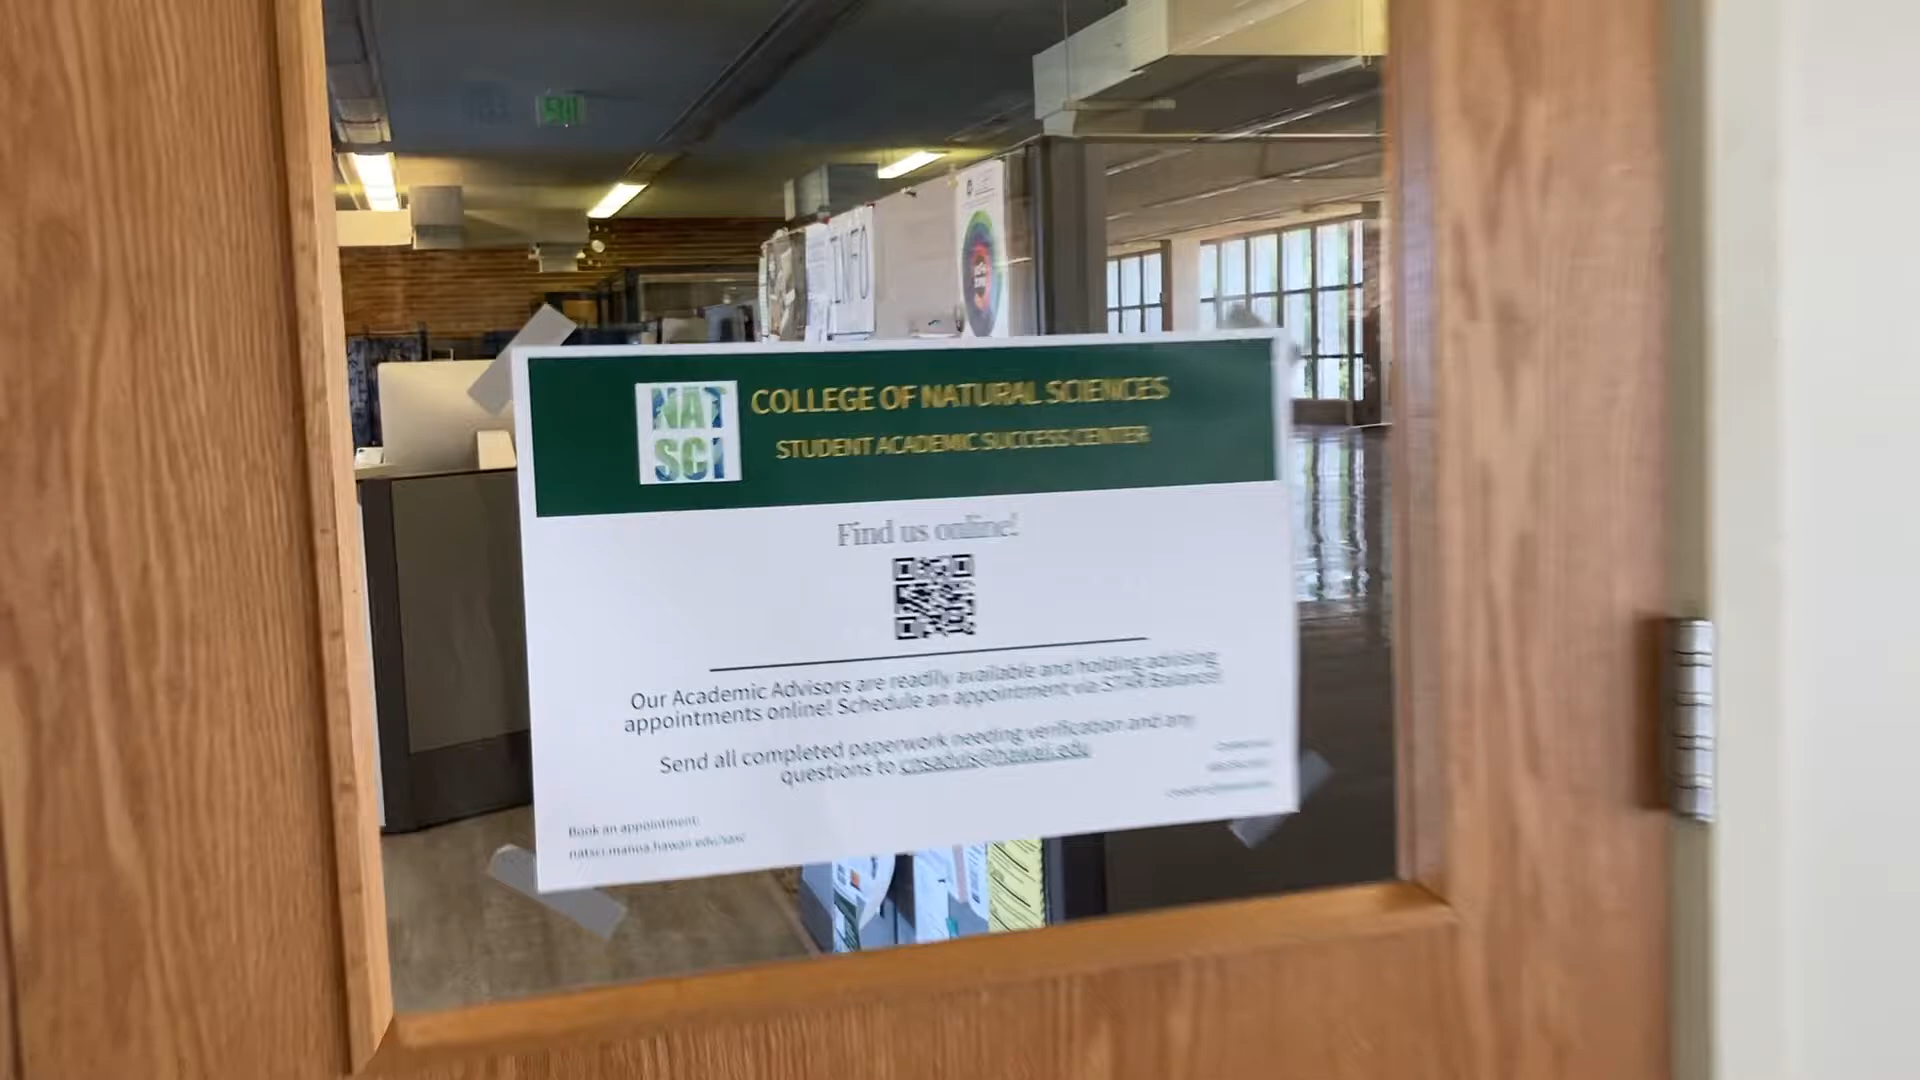 EXIT
INFO
NAT
SCI
COLLEGE OF NATURAL SCIENCES
STUDENT ACADEMIC SUCCESS CENTER
Find us online!
Our Academic Advisors are readily available and holding advising
appointments online! Schedule an appointment via STAR Balance!
Send all completed paperwork needing verification and any
questions to cnsadvis@hawaii.edu
Book an appointment:
natsci.manoa.hawaii.edu/sasc